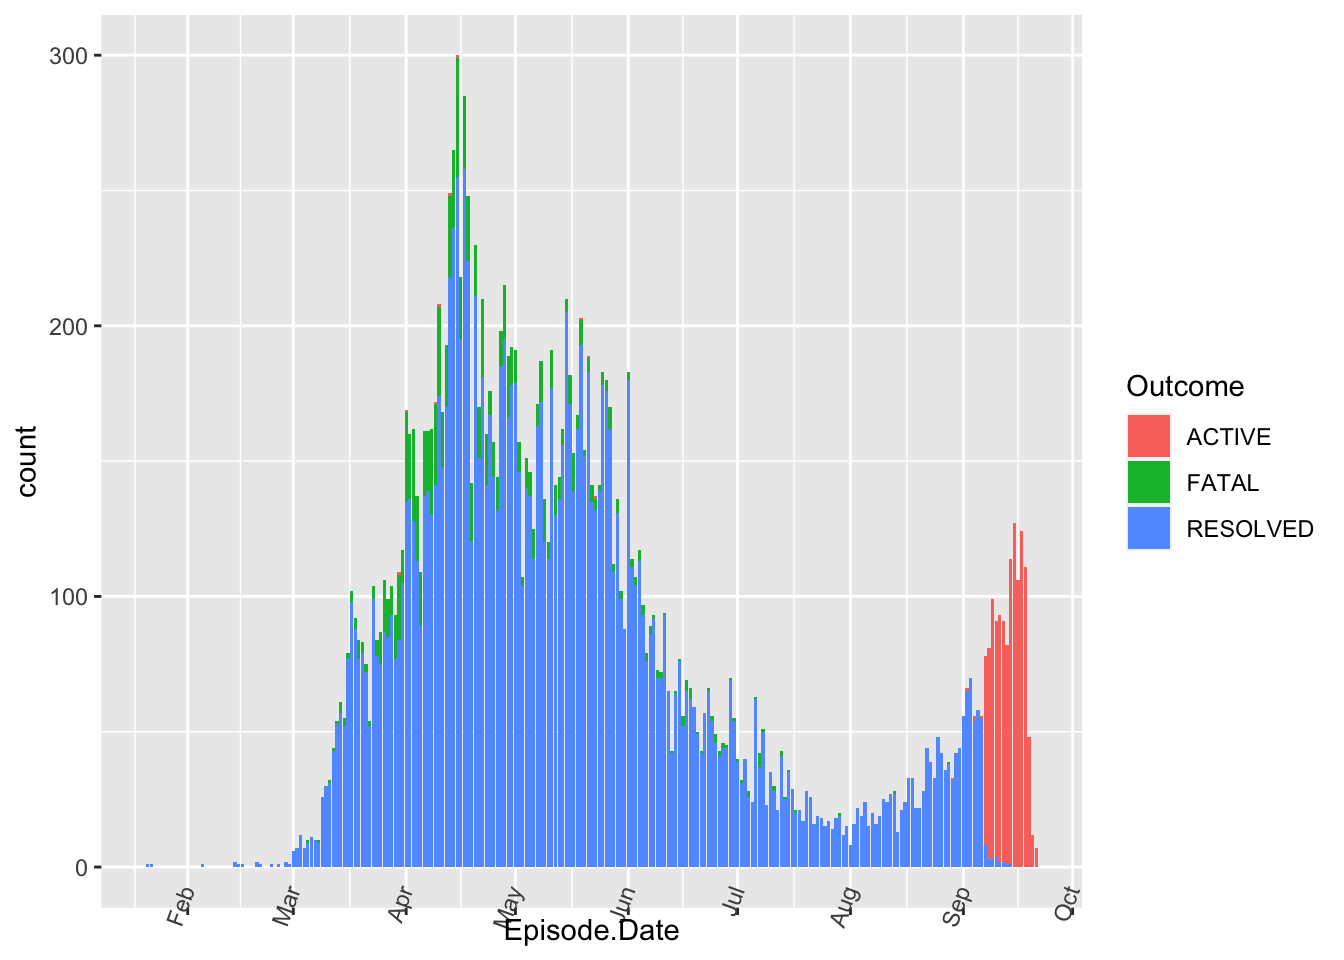 300
200
100
0
count
Feb
Mar
Apr
May
Jun
Jul
Aug
Sep
Oct
Episode.Date
Outcome
ACTIVE
FATAL
RESOLVED